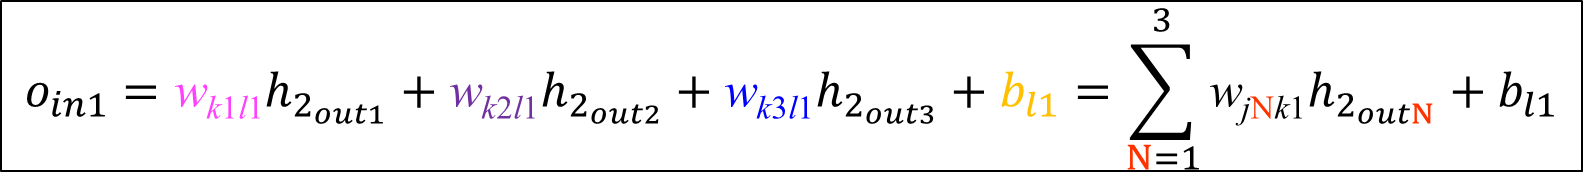 o_{in1} = w_{k1l1}h_{2_{out1}} + w_{k2l1}h_{2_{out2}} + w_{k3l1}h_{2_{out3}} + b_{l1} = \sum_{N=1}^{3} w_{jNk1}h_{2_{outN}} + b_{l1}